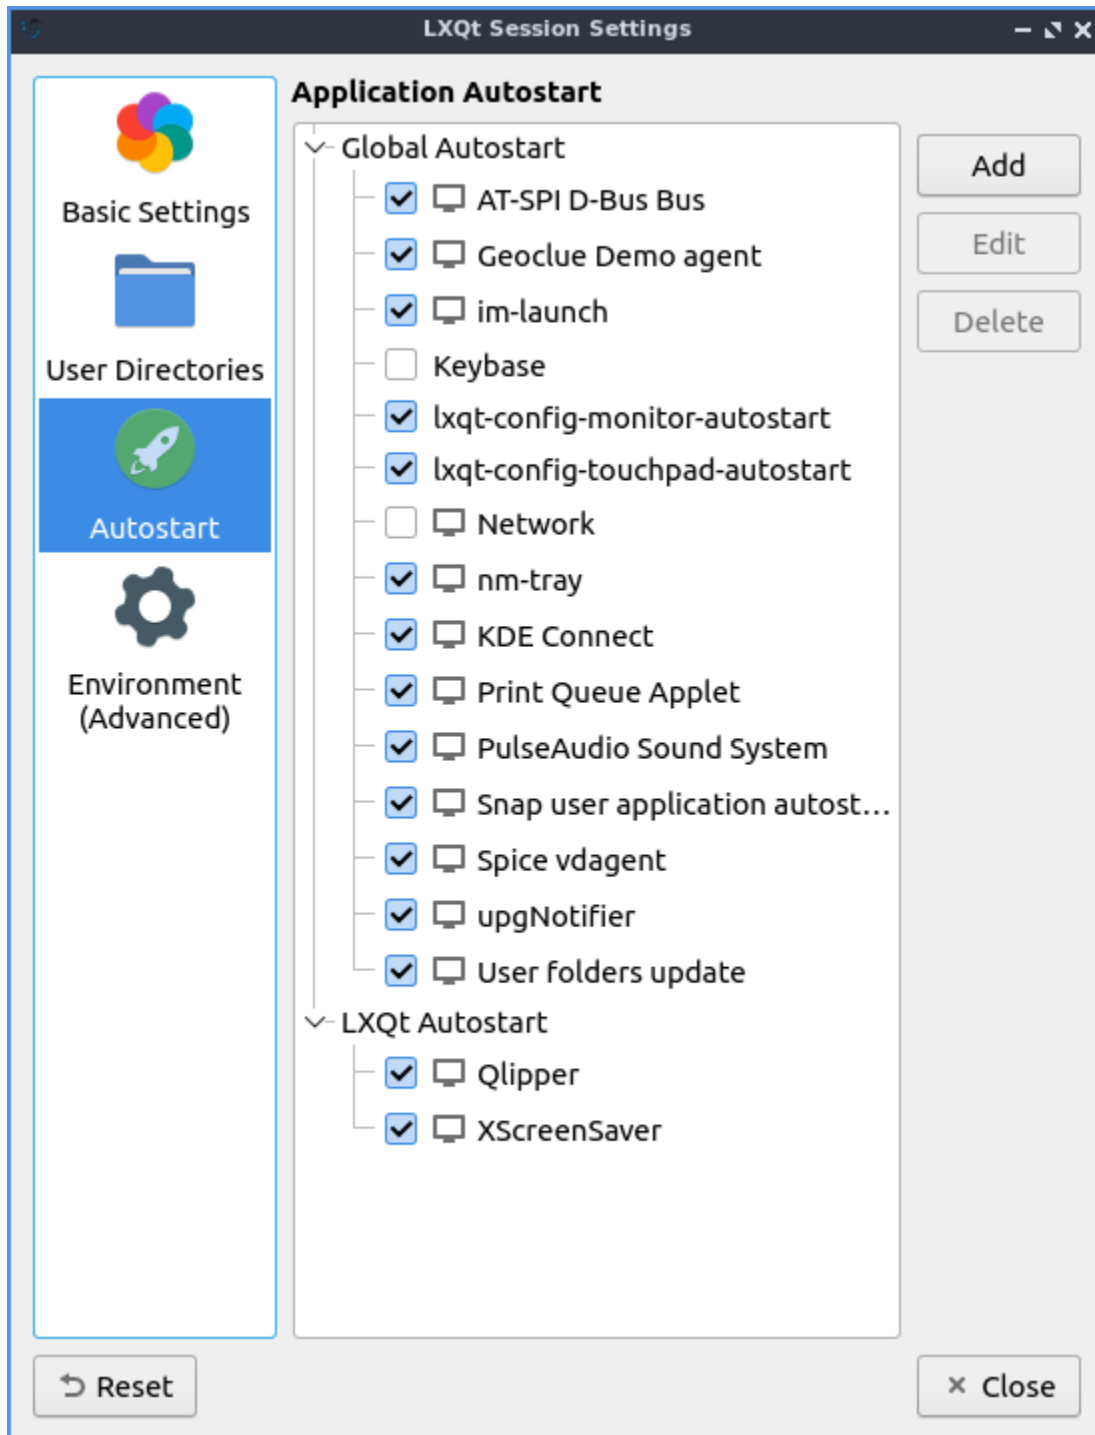 LXQt Session Settings
Basic Settings
User Directories
Autostart
Environment
(Advanced)
Application Autostart
Global Autostart
AT-SPI D-Bus Bus
Geoclue Demo agent
im-launch
Keybase
lxqt-config-monitor-autostart
lxqt-config-touchpad-autostart
Network
nm-tray
KDE Connect
Print Queue Applet
PulseAudio Sound System
Snap user application autost...
Spice vdagent
upgNotifier
User folders update
LXQt Autostart
Qlipper
XScreenSaver
Add
Edit
Delete
Reset
Close